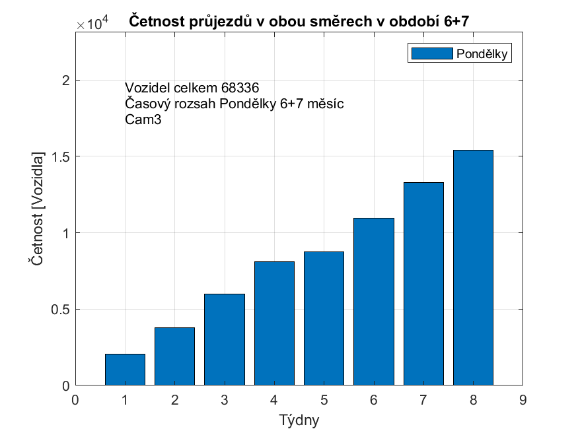 Četnost průjezdů v obou směrech v období 6+7
×10⁴
Pondělky
Vozidel celkem 68336
Časový rozsah Pondělky 6+7 měsíc
Cam3
2
1.5
1
0.5
0
Četnost [Vozidla]
0 1 2 3 4 5 6 7 8 9
Týdny